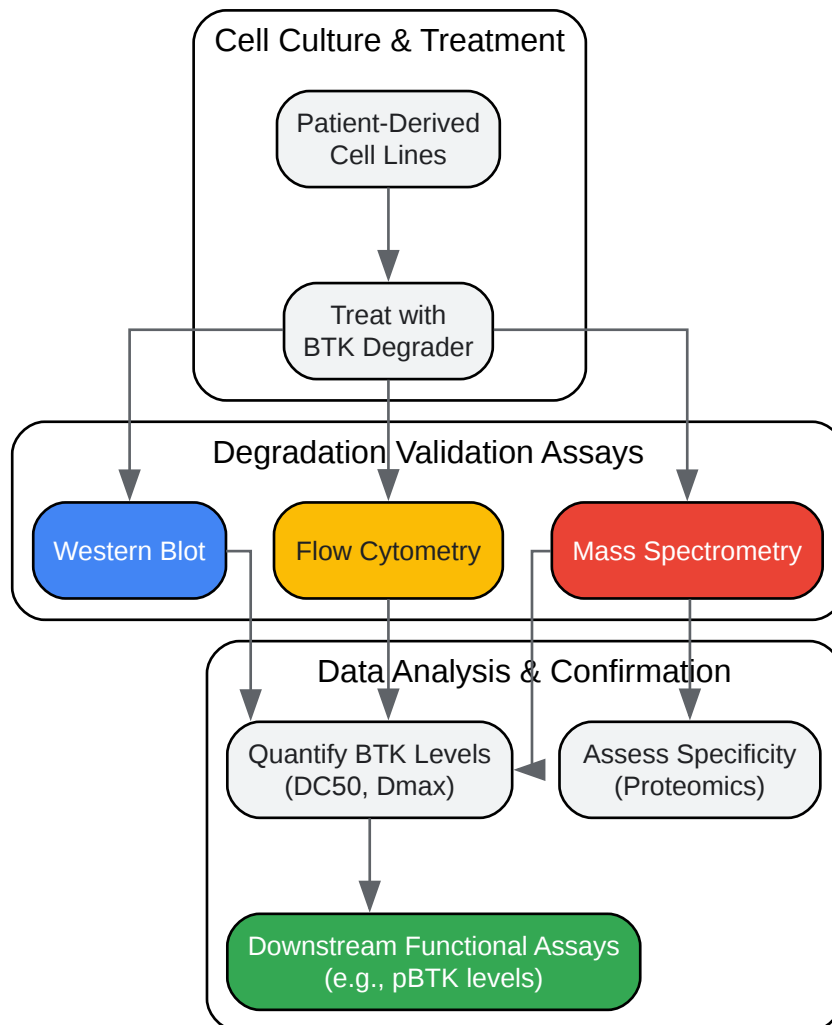 Cell Culture & Treatment
Patient-Derived
Cell Lines
Treat with
BTK Degrader
Degradation Validation Assays
Western Blot
Flow Cytometry
Mass Spectrometry
Data Analysis & Confirmation
Quantify BTK Levels
(DC50, Dmax)
Assess Specificity
(Proteomics)
Downstream Functional Assays
(e.g., pBTK levels)